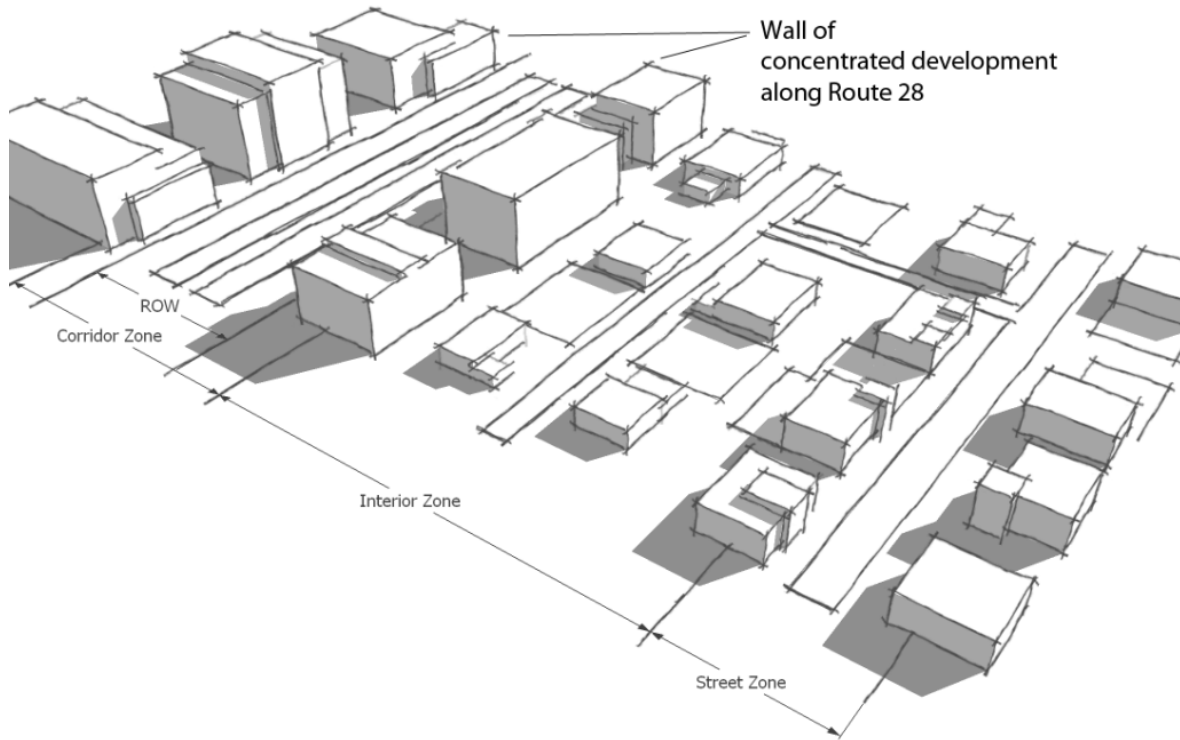 Wall of
concentrated development
along Route 28
ROW
Corridor Zone
Interior Zone
Street Zone